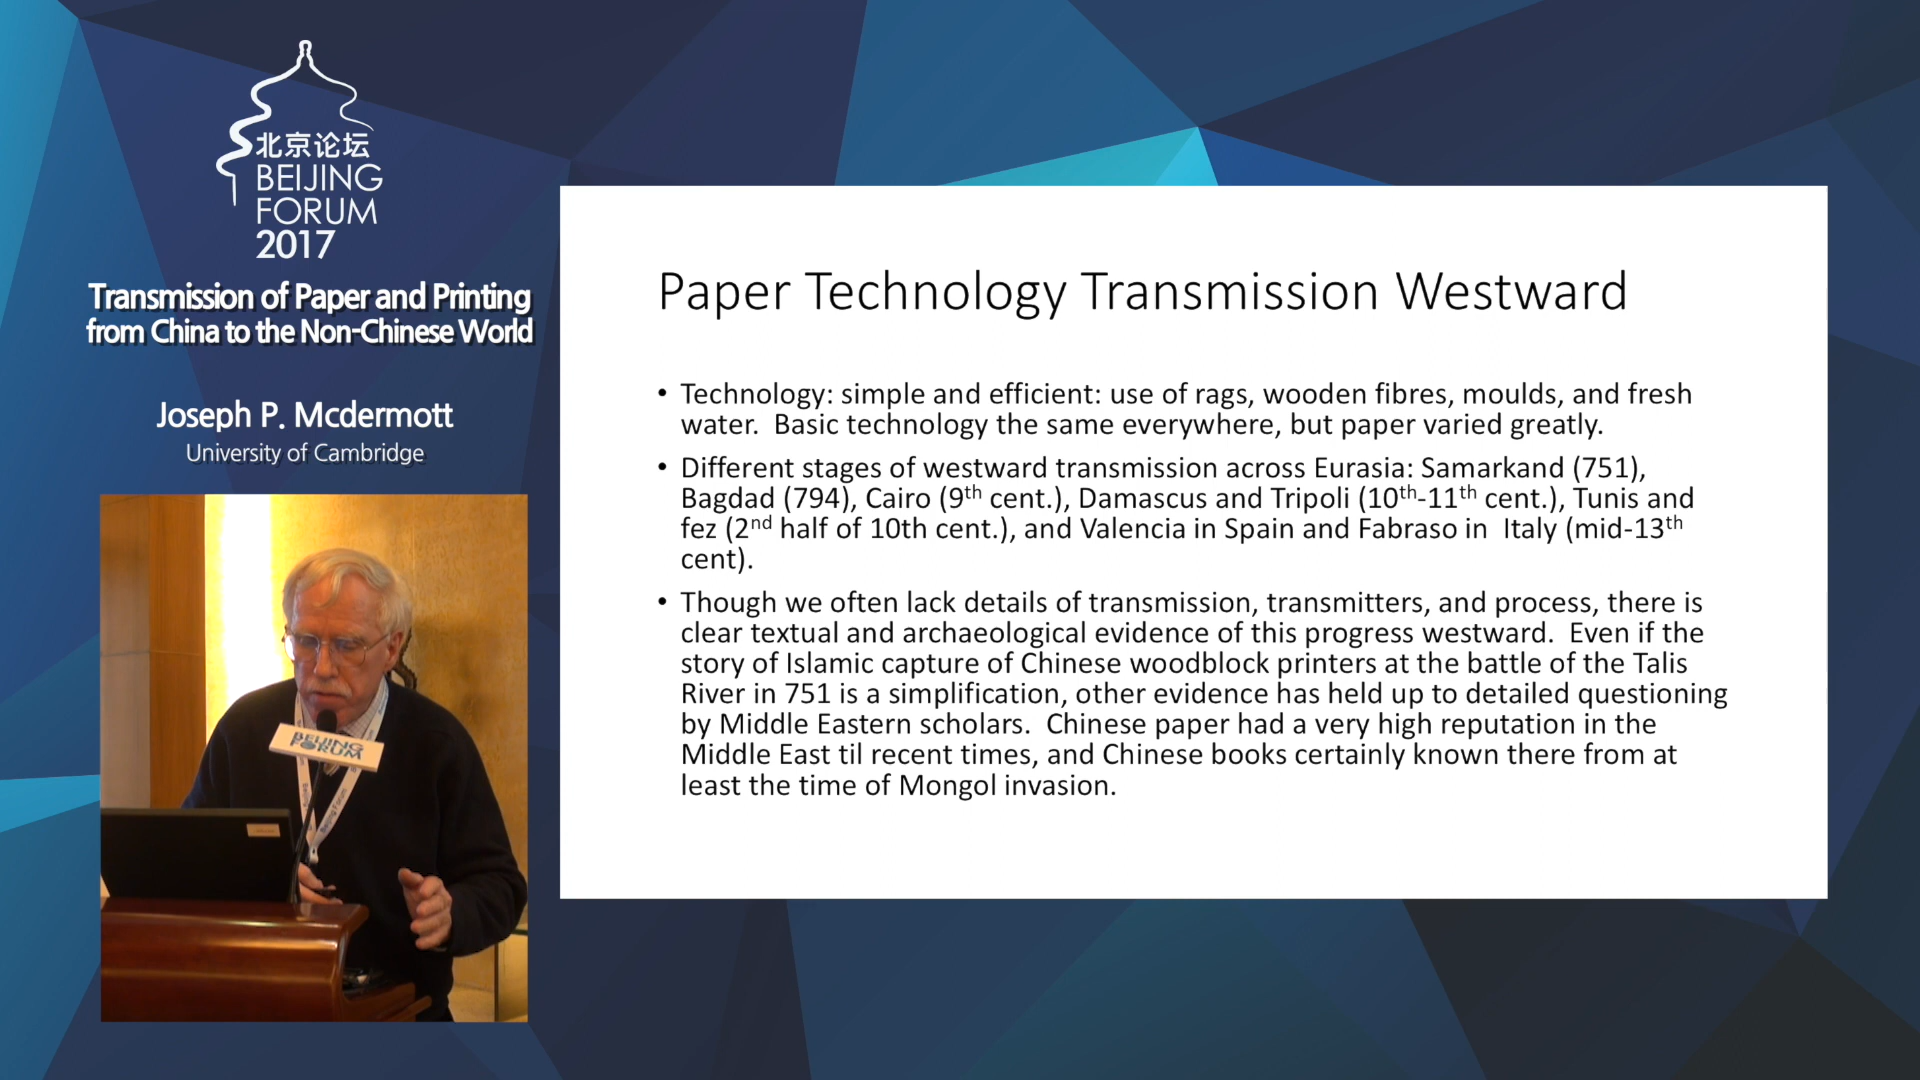 北京论坛
BEIJING
FORUM
2017
Transmission of Paper and Printing
from China to the Non-Chinese World
Joseph P. Mcdermott
University of Cambridge
BEIJING
FORUM
Beijing Forum
Paper Technology Transmission Westward
• Technology: simple and efficient: use of rags, wooden fibres, moulds, and fresh
water.  Basic technology the same everywhere, but paper varied greatly.
• Different stages of westward transmission across Eurasia: Samarkand (751),
Bagdad (794), Cairo (9th cent.), Damascus and Tripoli (10th-11th cent.), Tunis and
fez (2nd half of 10th cent.), and Valencia in Spain and Fabraso in  Italy (mid-13th
cent).
• Though we often lack details of transmission, transmitters, and process, there is
clear textual and archaeological evidence of this progress westward.  Even if the
story of Islamic capture of Chinese woodblock printers at the battle of the Talis
River in 751 is a simplification, other evidence has held up to detailed questioning
by Middle Eastern scholars.  Chinese paper had a very high reputation in the
Middle East til recent times, and Chinese books certainly known there from at
least the time of Mongol invasion.